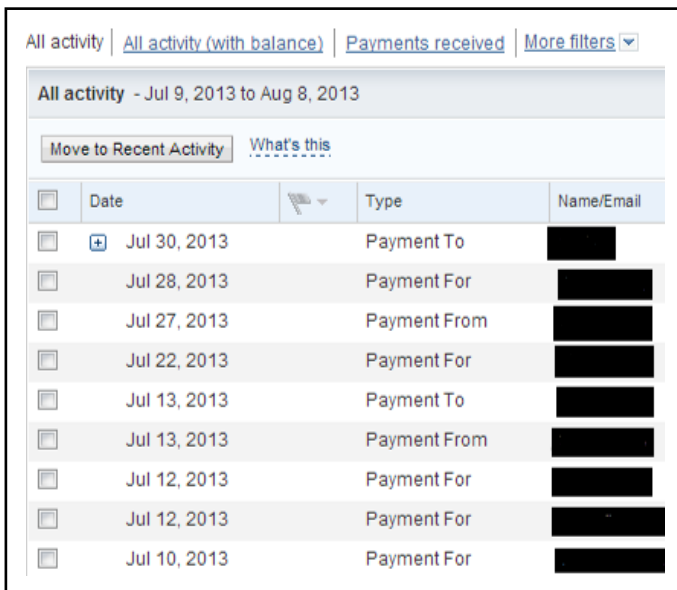 All activity All activity (with balance) Payments received More filters
All activity - Jul 9, 2013 to Aug 8, 2013
Move to Recent Activity What's this
Date Type Name/Email
Jul 30, 2013 Payment To
Jul 28, 2013 Payment For
Jul 27, 2013 Payment From
Jul 22, 2013 Payment For
Jul 13, 2013 Payment To
Jul 13, 2013 Payment From
Jul 12, 2013 Payment For
Jul 12, 2013 Payment For
Jul 10, 2013 Payment For